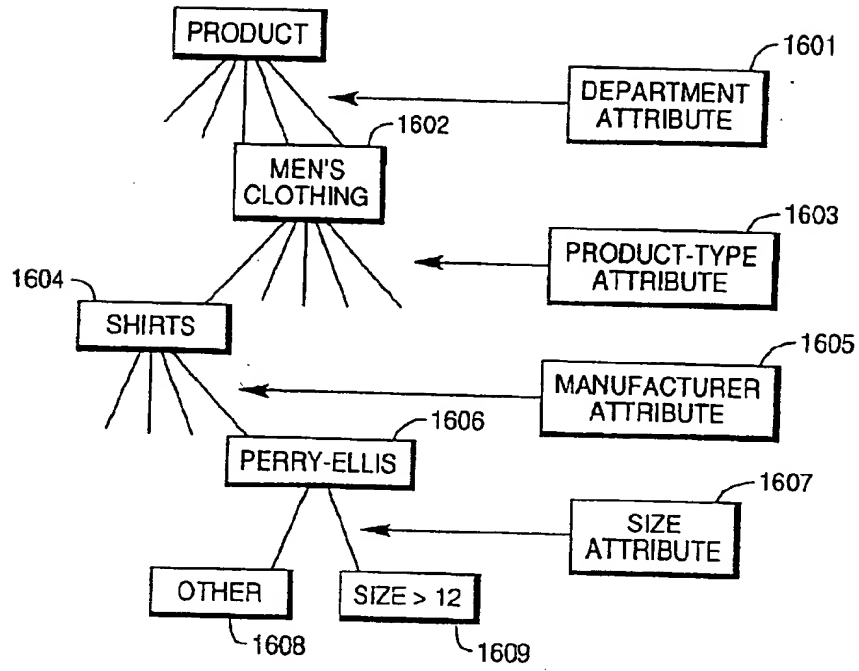 PRODUCT
1601
DEPARTMENT
ATTRIBUTE
1602
MEN'S
CLOTHING
1603
PRODUCT-TYPE
ATTRIBUTE
1604
SHIRTS
1605
MANUFACTURER
ATTRIBUTE
1606
PERRY-ELLIS
1607
SIZE
ATTRIBUTE
OTHER
SIZE > 12
1608
1609